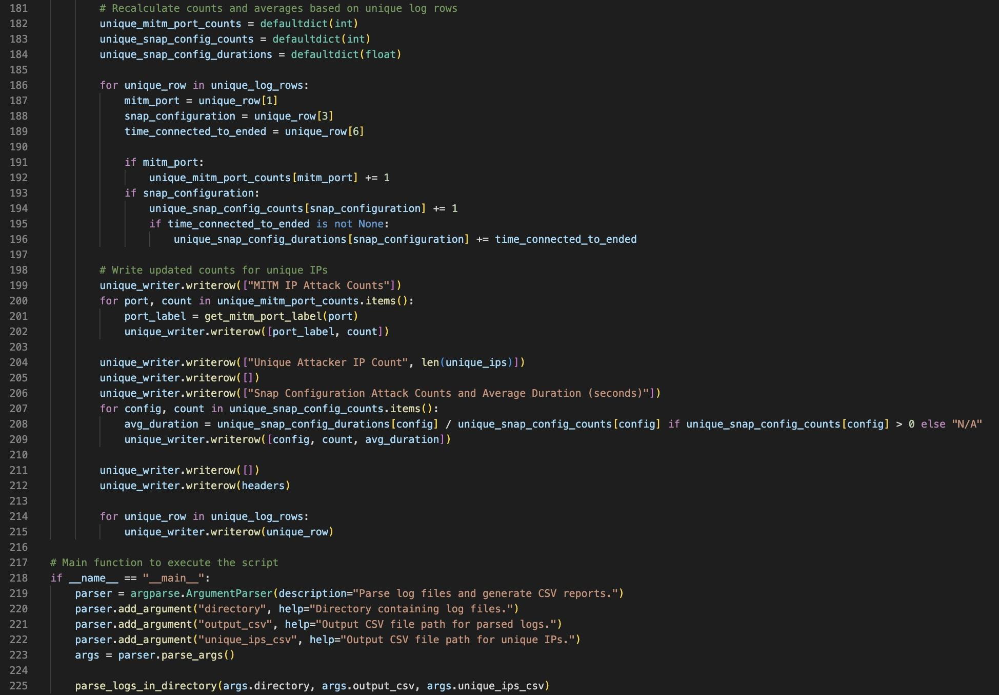 181 # Recalculate counts and averages based on unique log rows
182 unique_mitm_port_counts = defaultdict(int)
183 unique_snap_config_counts = defaultdict(int)
184 unique_snap_config_durations = defaultdict(float)
185
186 for unique_row in unique_log_rows:
187     mitm_port = unique_row[1]
188     snap_configuration = unique_row[3]
189     time_connected_to_ended = unique_row[6]
190
191     if mitm_port:
192         unique_mitm_port_counts[mitm_port] += 1
193     if snap_configuration:
194         unique_snap_config_counts[snap_configuration] += 1
195         if time_connected_to_ended is not None:
196             unique_snap_config_durations[snap_configuration] += time_connected_to_ended
197
198 # Write updated counts for unique IPs
199 unique_writer.writerow(["MITM IP Attack Counts"])
200 for port, count in unique_mitm_port_counts.items():
201     port_label = get_mitm_port_label(port)
202     unique_writer.writerow([port_label, count])
203
204 unique_writer.writerow(["Unique Attacker IP Count", len(unique_ips)])
205 unique_writer.writerow([])
206 unique_writer.writerow(["Snap Configuration Attack Counts and Average Duration (seconds)"])
207 for config, count in unique_snap_config_counts.items():
208     avg_duration = unique_snap_config_durations[config] / unique_snap_config_counts[config] if unique_snap_config_counts[config] > 0 else "N/A"
209     unique_writer.writerow([config, count, avg_duration])
210
211 unique_writer.writerow([])
212 unique_writer.writerow(headers)
213
214 for unique_row in unique_log_rows:
215     unique_writer.writerow(unique_row)
216
217 # Main function to execute the script
218 if __name__ == "__main__":
219     parser = argparse.ArgumentParser(description="Parse log files and generate CSV reports.")
220     parser.add_argument("directory", help="Directory containing log files.")
221     parser.add_argument("output_csv", help="Output CSV file path for parsed logs.")
222     parser.add_argument("unique_ips_csv", help="Output CSV file path for unique IPs.")
223     args = parser.parse_args()
224
225     parse_logs_in_directory(args.directory, args.output_csv, args.unique_ips_csv)